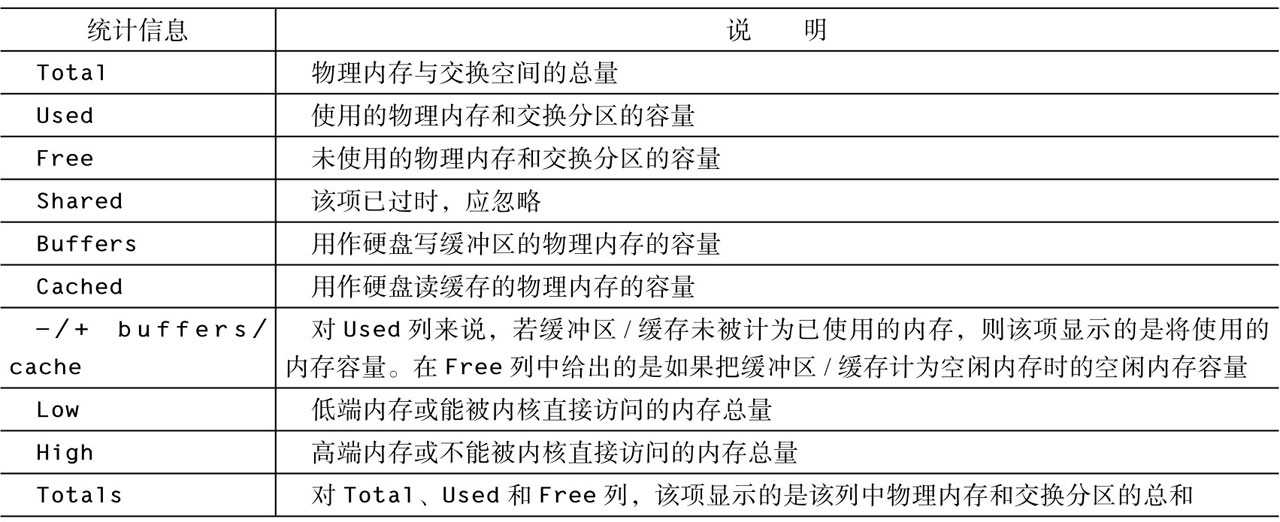 统计信息 说 明
Total 物理内存与交换空间的总量
Used 使用的物理内存和交换分区的容量
Free 未使用的物理内存和交换分区的容量
Shared 该项已过时，应忽略
Buffers 用作硬盘写缓冲区的物理内存的容量
Cached 用作硬盘读缓存的物理内存的容量
-/+ buffers/ 对 Used 列来说，若缓冲区 / 缓存未被计为已使用的内存，则该项显示的是将使用的
cache 内存容量。在 Free 列中给出的是如果把缓冲区 / 缓存计为空闲内存时的空闲内存容量
Low 低端内存或能被内核直接访问的内存总量
High 高端内存或不能被内核直接访问的内存总量
Totals 对 Total、Used 和 Free 列，该项显示的是该列中物理内存和交换分区的总和